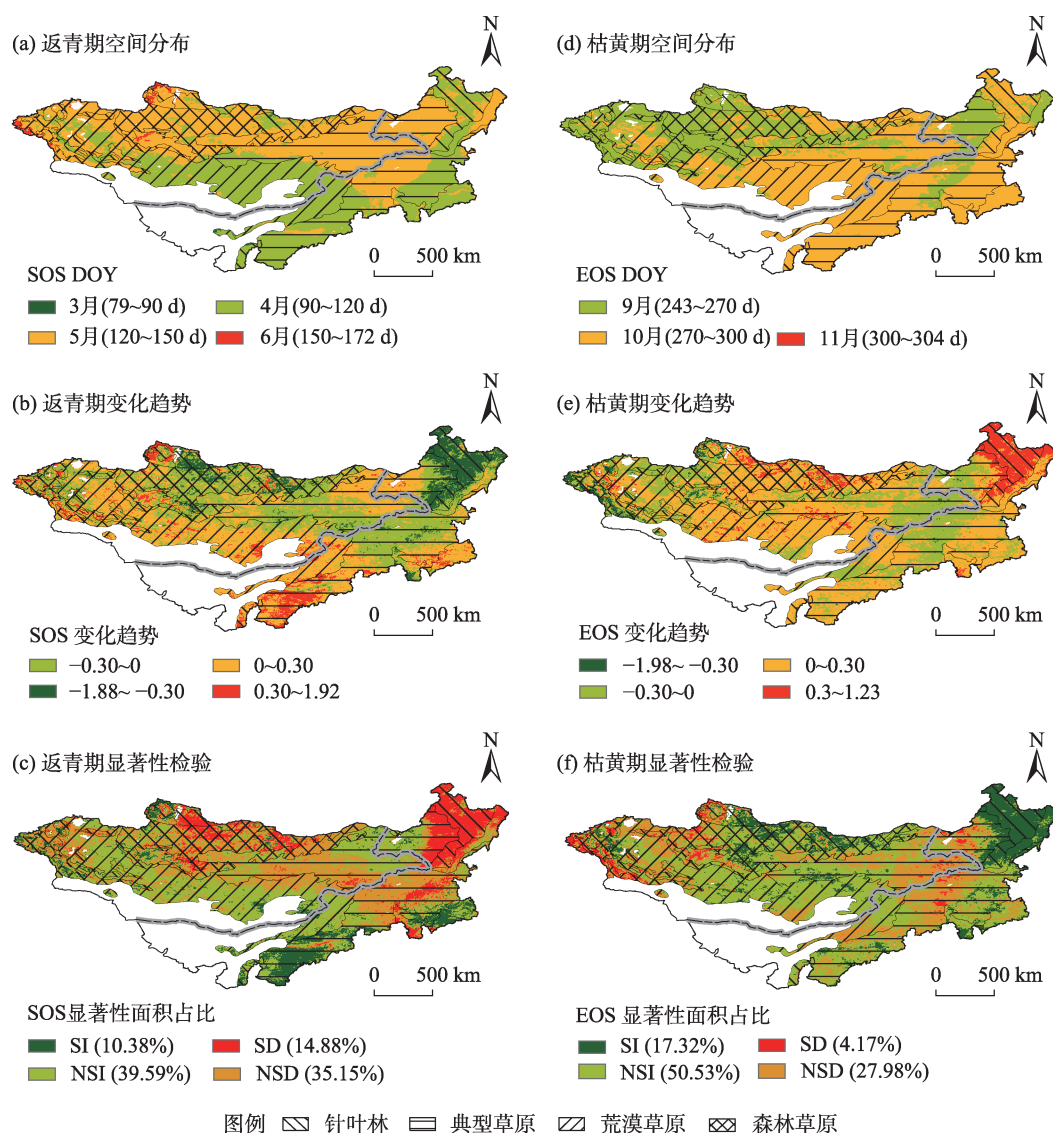 N
N
(a) 返青期空间分布
(d) 枯黄期空间分布
0 500 km
0 500 km
SOS DOY
EOS DOY
3月(79~90 d) 4月(90~120 d)
9月(243~270 d)
5月(120~150 d) 6月(150~172 d)
10月(270~300 d) 11月(300~304 d)
N
N
(b) 返青期变化趋势
(e) 枯黄期变化趋势
0 500 km
0 500 km
SOS 变化趋势
EOS 变化趋势
−0.30~0 0~0.30
−1.98~ −0.30 0~0.30
−1.88~ −0.30 0.30~1.92
−0.30~0 0.3~1.23
N
N
(c) 返青期显著性检验
(f) 枯黄期显著性检验
0 500 km
0 500 km
SOS显著性面积占比
EOS 显著性面积占比
SI (10.38%) SD (14.88%)
SI (17.32%) SD (4.17%)
NSI (39.59%) NSD (35.15%)
NSI (50.53%) NSD (27.98%)
图例 针叶林 典型草原 荒漠草原 森林草原